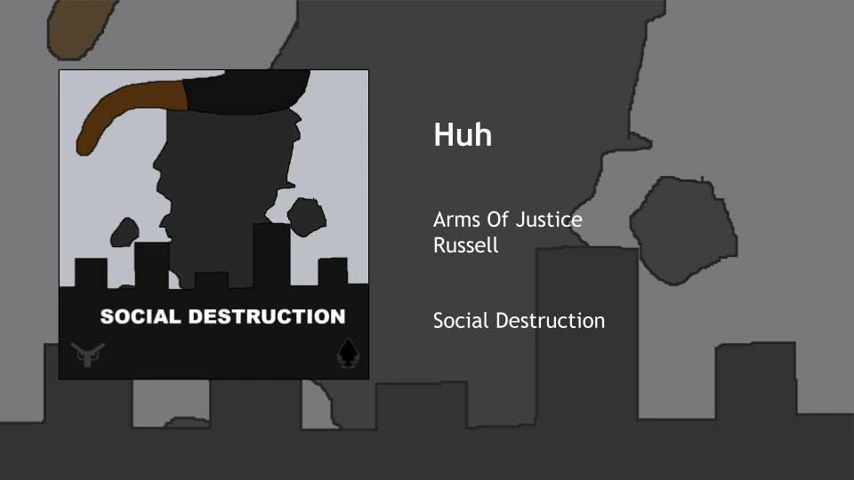 Huh
Arms Of Justice
Russell
Social Destruction
SOCIAL DESTRUCTION